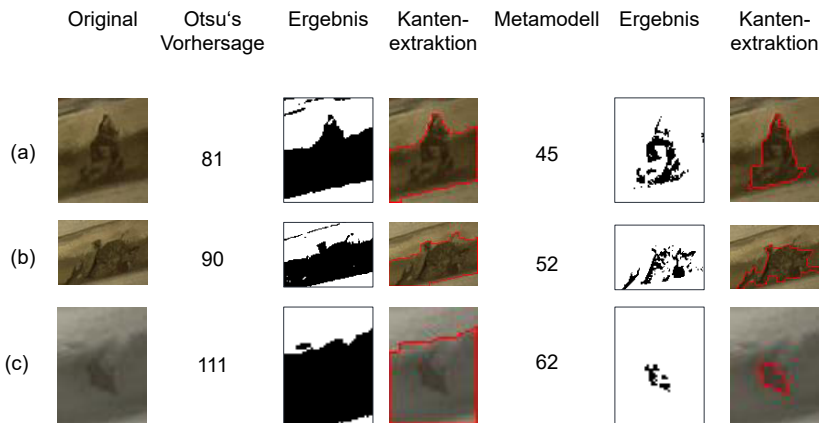 Original Otsu‘s Ergebnis Kanten- Metamodell Ergebnis Kanten-
Vorhersage extraktion extraktion
(a) 81 45
(b) 90 52
(c) 111 62